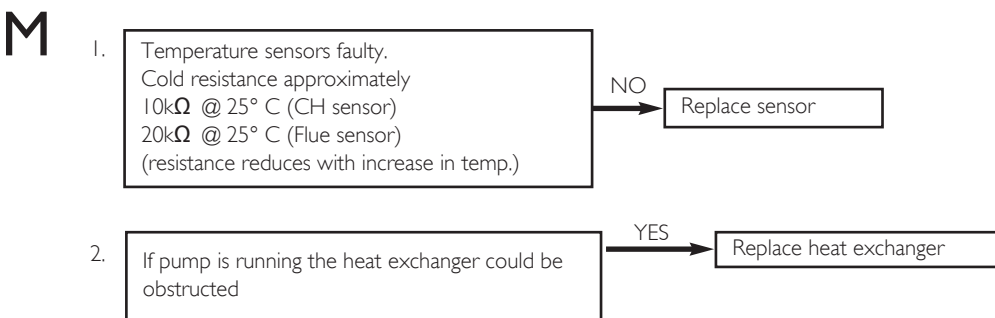 M
1.
Temperature sensors faulty.
Cold resistance approximately
10kΩ @ 25° C (CH sensor)
20kΩ @ 25° C (Flue sensor)
(resistance reduces with increase in temp.)
NO
Replace sensor
2.
If pump is running the heat exchanger could be
obstructed
YES
Replace heat exchanger